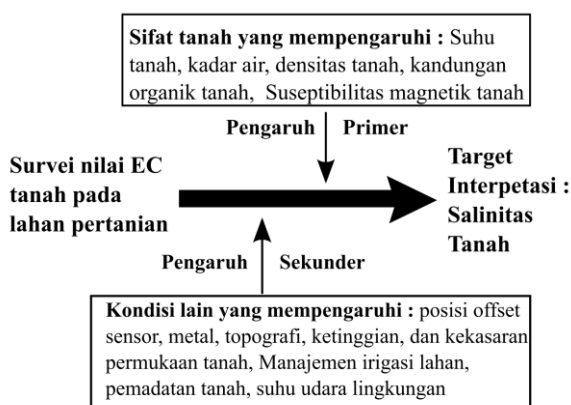 Sifat tanah yang mempengaruhi : Suhu
tanah, kadar air, densitas tanah, kandungan
organik tanah, Suseptibilitas magnetik tanah
Pengaruh Primer
Survei nilai EC
tanah pada
lahan pertanian
Target
Interpetasi :
Salinitas
Tanah
Pengaruh Sekunder
Kondisi lain yang mempengaruhi : posisi offset
sensor, metal, topografi, ketinggian, dan kekasaran
permukaan tanah, Manajemen irigasi lahan,
pemadatan tanah, suhu udara lingkungan